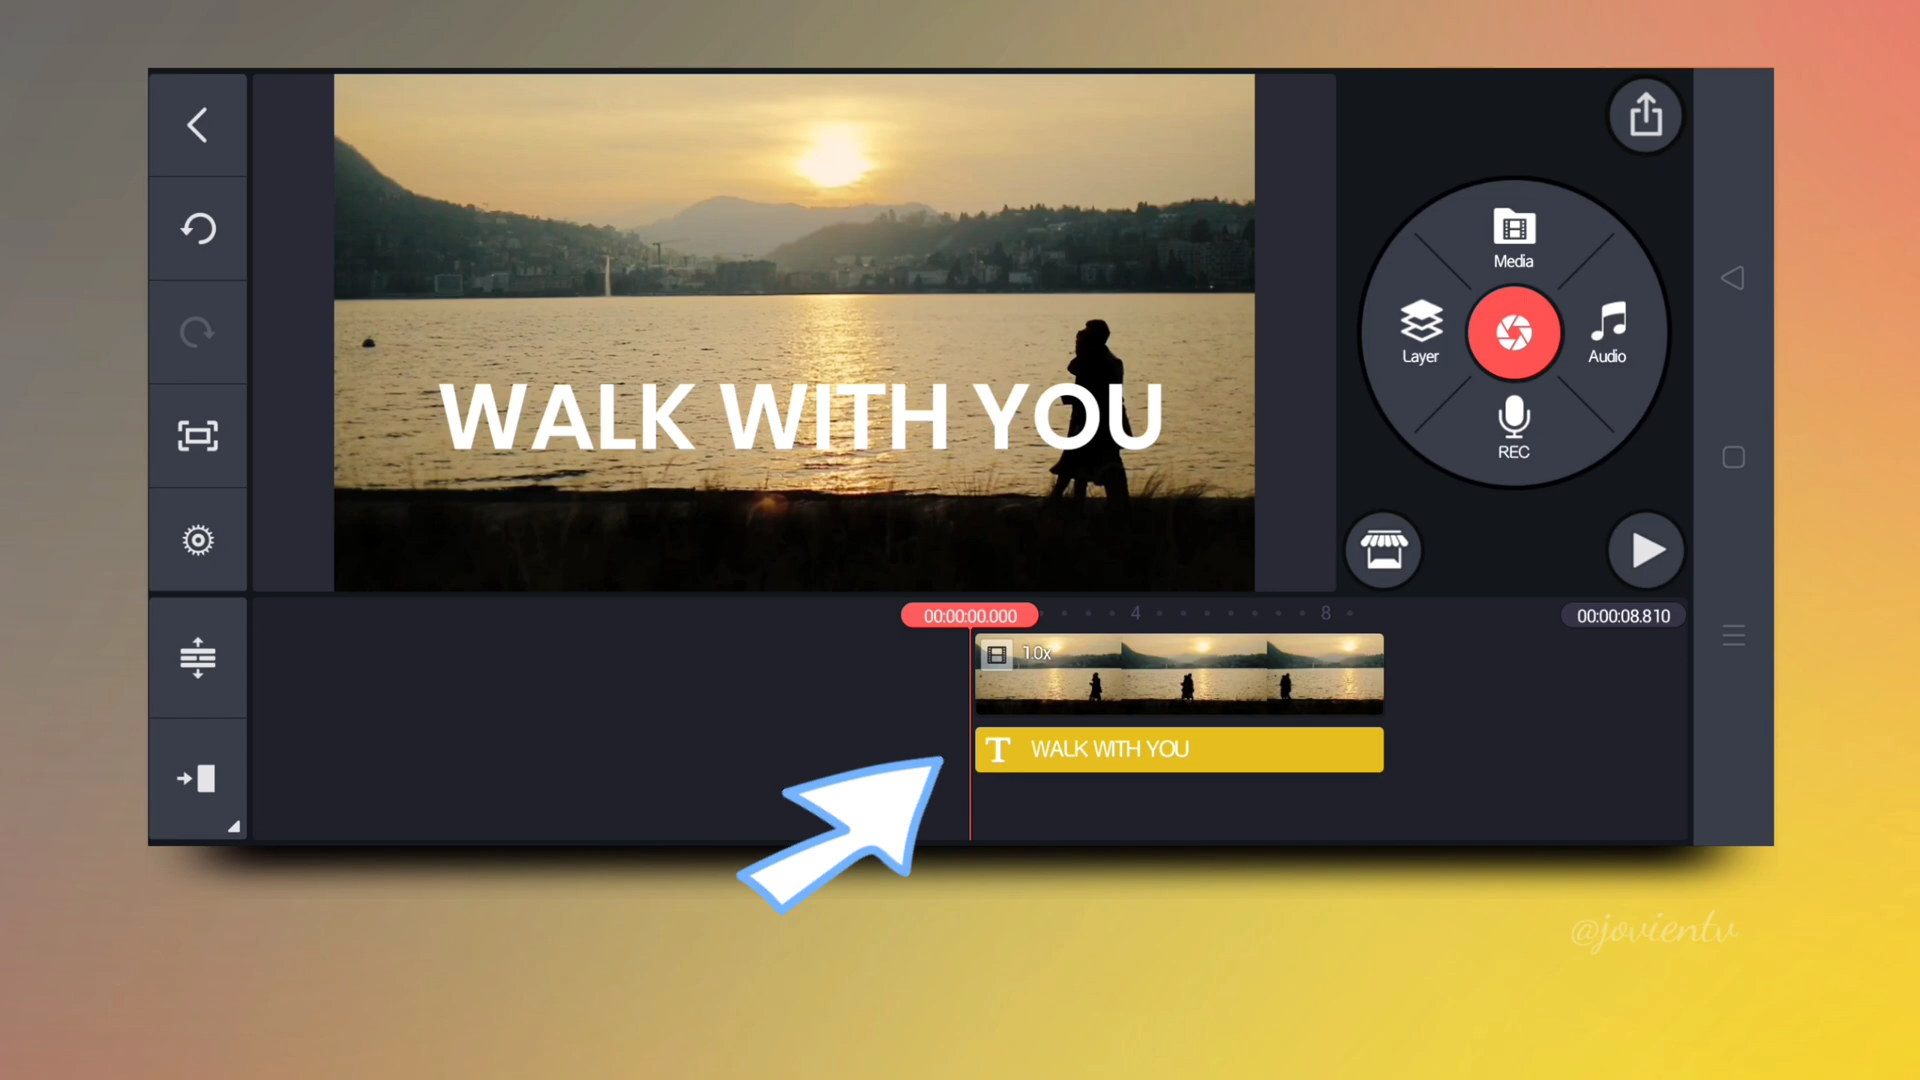 Media
Layer
Audio
REC
WALK WITH YOU
00:00:00.000
4
8
00:00:08.810
1.0x
T WALK WITH YOU
@jovientv